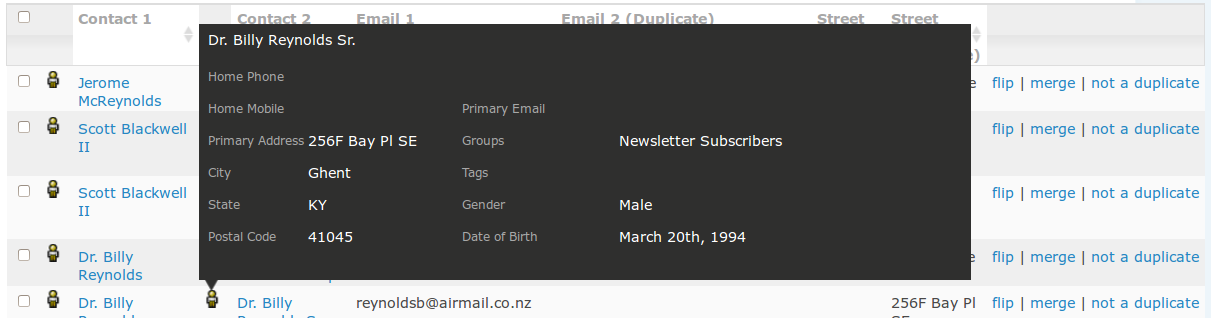 Contact 1 Contact 2 Email 1 Email 2 (Duplicate) Street Street
Dr. Billy Reynolds Sr.
Home Phone
Home Mobile Primary Email
Primary Address 256F Bay Pl SE Groups Newsletter Subscribers
City Ghent Tags
State KY Gender Male
Postal Code 41045 Date of Birth March 20th, 1994
e)
Jerome e flip | merge | not a duplicate
McReynolds
Scott Blackwell flip | merge | not a duplicate
II
Scott Blackwell flip | merge | not a duplicate
II
Dr. Billy e flip | merge | not a duplicate
Reynolds
Dr. Billy Dr. Billy reynoldsb@airmail.co.nz 256F Bay Pl flip | merge | not a duplicate